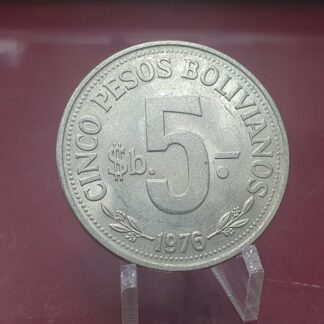 CINCO PESOS BOLIVIANOS
$b. 5.-
1976